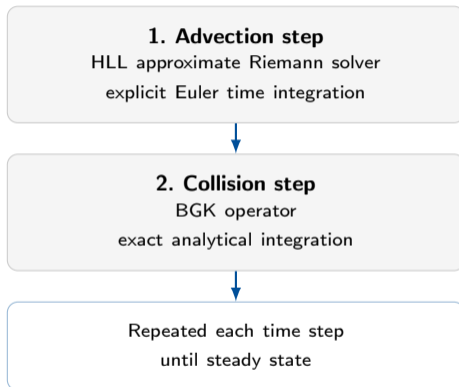 1. Advection step
HLL approximate Riemann solver
explicit Euler time integration
2. Collision step
BGK operator
exact analytical integration
Repeated each time step
until steady state